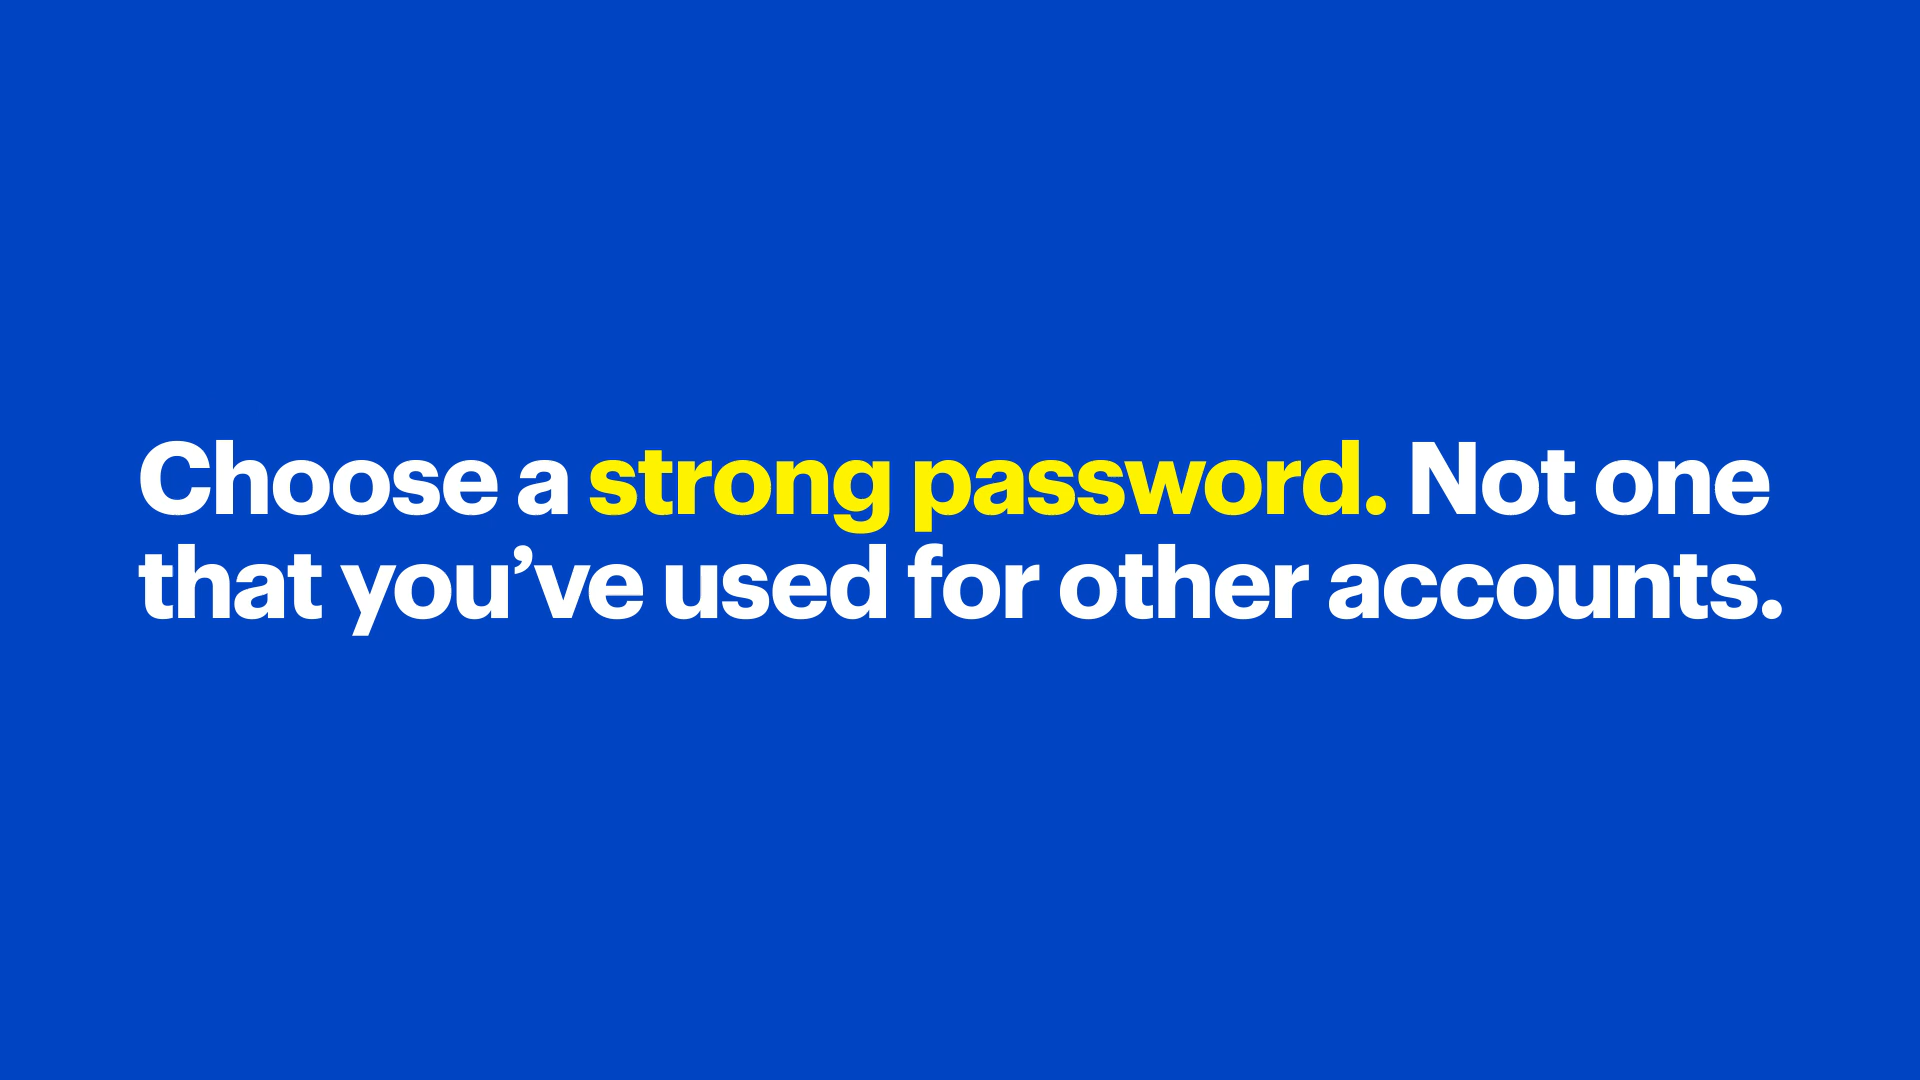 Choose a strong password. Not one
that you’ve used for other accounts.